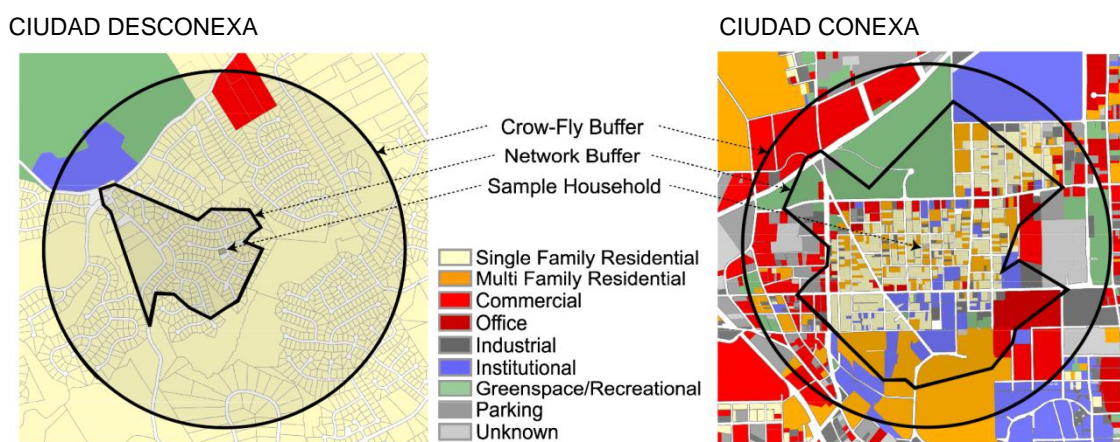 CIUDAD DESCONEXA
CIUDAD CONEXA
Crow-Fly Buffer
Network Buffer
Sample Household
Single Family Residential
Multi Family Residential
Commercial
Office
Industrial
Institutional
Greenspace/Recreational
Parking
Unknown